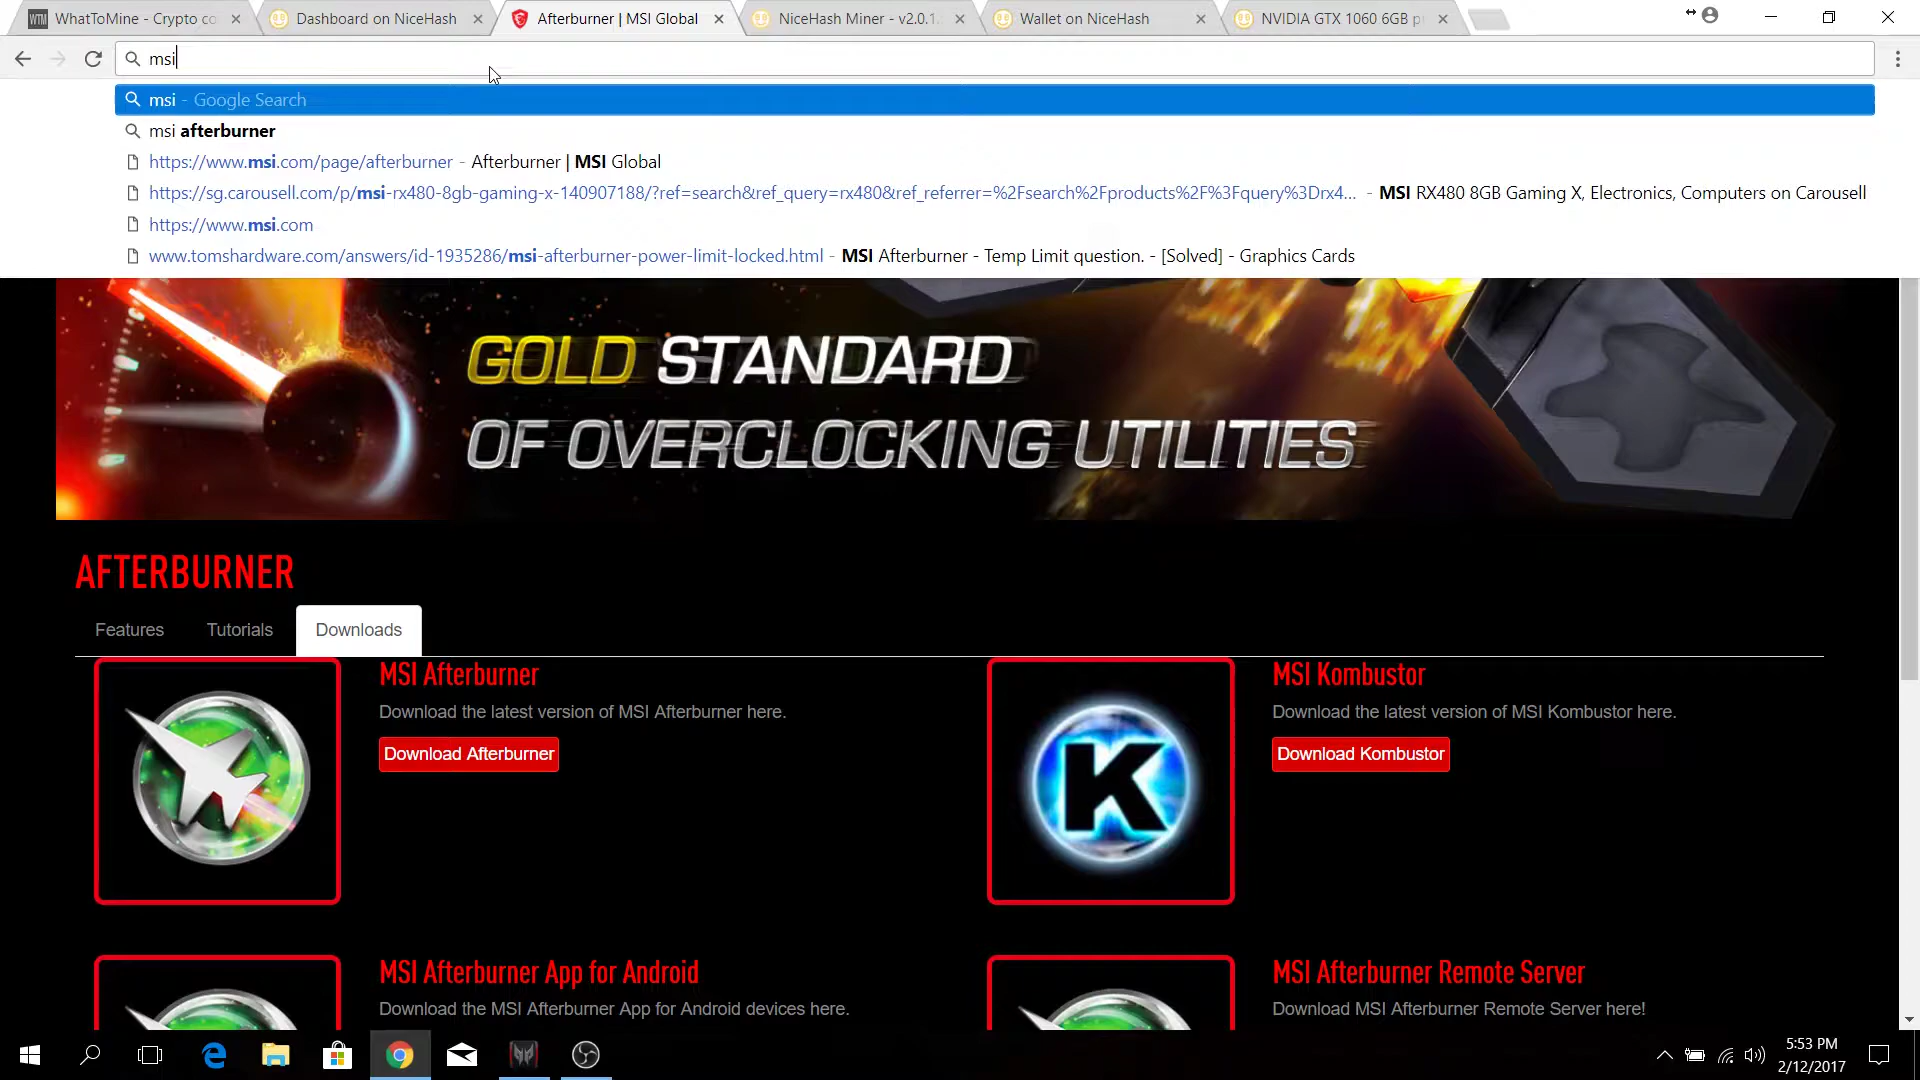 WTM WhatToMine - Crypto co
Dashboard on NiceHash
Afterburner | MSI Global
NiceHash Miner - v2.0.1.
Wallet on NiceHash
NVIDIA GTX 1060 6GB p
msi
msi - Google Search
msi afterburner
https://www.msi.com/page/afterburner - Afterburner | MSI Global
https://sg.carousell.com/p/msi-rx480-8gb-gaming-x-140907188/?ref=search&ref_query=rx480&ref_referrer=%2Fsearch%2Fproducts%2F%3Fquery%3Drx4... - MSI RX480 8GB Gaming X, Electronics, Computers on Carousell
https://www.msi.com
www.tomshardware.com/answers/id-1935286/msi-afterburner-power-limit-locked.html - MSI Afterburner - Temp Limit question. - [Solved] - Graphics Cards
GOLD STANDARD
OF OVERCLOCKING UTILITIES
AFTERBURNER
Features
Tutorials
Downloads
MSI Afterburner
Download the latest version of MSI Afterburner here.
Download Afterburner
K
MSI Kombustor
Download the latest version of MSI Kombustor here.
Download Kombustor
MSI Afterburner App for Android
Download the MSI Afterburner App for Android devices here.
MSI Afterburner Remote Server
Download MSI Afterburner Remote Server here!
5:53 PM
2/12/2017